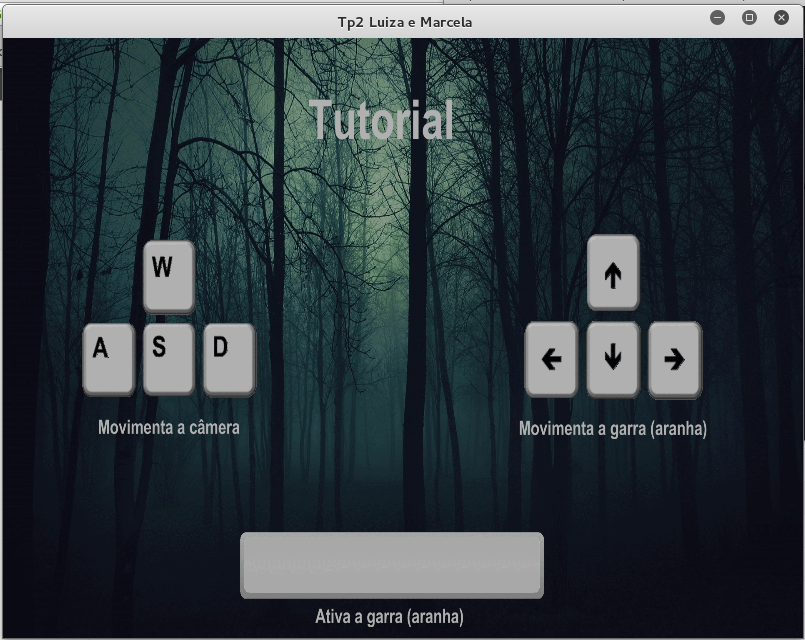 Tp2 Luiza e Marcela
Tutorial
W
A S D
↑
← ↓ →
Movimenta a câmera
Movimenta a garra (aranha)
Ativa a garra (aranha)